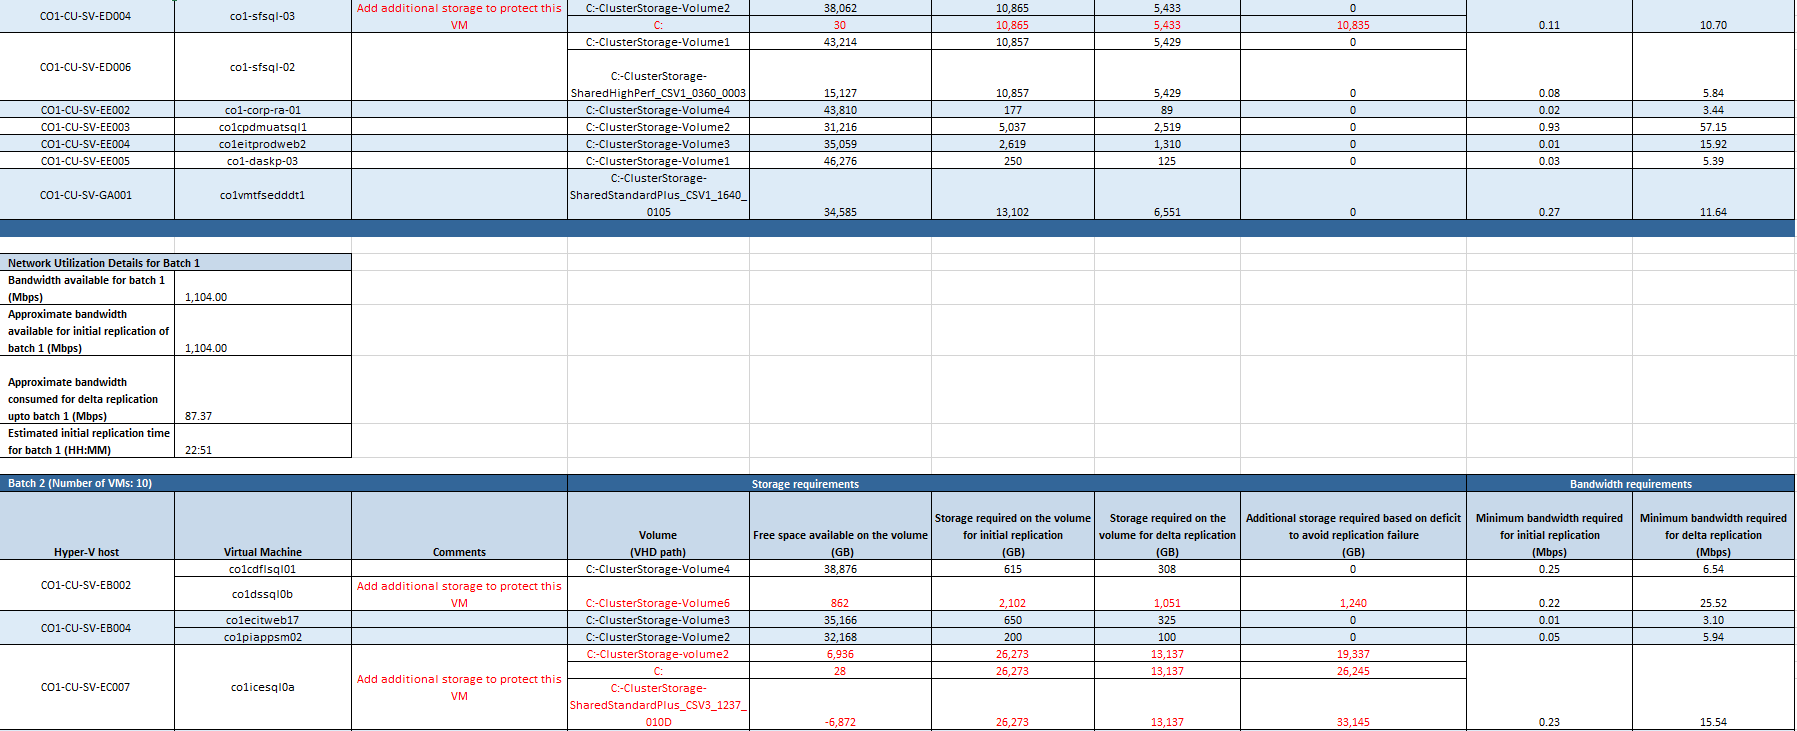 CO1-CU-SV-ED004 co1-sfsql-03 Add additional storage to protect this VM C:-ClusterStorage-Volume2 38,062 10,865 5,433 0
C: 30 10,865 5,433 10,835 0.11 10.70
CO1-CU-SV-ED006 co1-sfsql-02 C:-ClusterStorage-Volume1 43,214 10,857 5,429 0
C:-ClusterStorage-
SharedHighPerf_CSV1_0360_0003 15,127 10,857 5,429 0 0.08 5.84
CO1-CU-SV-EE002 co1-corp-ra-01 C:-ClusterStorage-Volume4 43,810 177 89 0 0.02 3.44
CO1-CU-SV-EE003 co1cpdmuatsql1 C:-ClusterStorage-Volume2 31,216 5,037 2,519 0 0.93 57.15
CO1-CU-SV-EE004 co1eitprodweb2 C:-ClusterStorage-Volume3 35,059 2,619 1,310 0 0.01 15.92
CO1-CU-SV-EE005 co1-daskp-03 C:-ClusterStorage-Volume1 46,276 250 125 0 0.03 5.39
CO1-CU-SV-GA001 co1vmtfsedddt1 C:-ClusterStorage-
SharedStandardPlus_CSV1_1640_
0105 34,585 13,102 6,551 0 0.27 11.64
Network Utilization Details for Batch 1
Bandwidth available for batch 1
(Mbps) 1,104.00
Approximate bandwidth
available for initial replication of
batch 1 (Mbps) 1,104.00
Approximate bandwidth
consumed for delta replication
upto batch 1 (Mbps) 87.37
Estimated initial replication time
for batch 1 (HH:MM) 22:51
Batch 2 (Number of VMs: 10) Storage requirements Bandwidth requirements
Hyper-V host
Virtual Machine
Comments
Volume
(VHD path)
Free space available on the volume
(GB)
Storage required on the volume
for initial replication
(GB)
Storage required on the
volume for delta replication
(GB)
Additional storage required based on deficit
to avoid replication failure
(GB)
Minimum bandwidth required
for initial replication
(Mbps)
Minimum bandwidth required
for delta replication
(Mbps)
CO1-CU-SV-EB002 co1cdflsql01 C:-ClusterStorage-Volume4 38,876 615 308 0 0.25 6.54
co1dssql0b Add additional storage to protect this
VM C:-ClusterStorage-Volume6 862 2,102 1,051 1,240 0.22 25.52
CO1-CU-SV-EB004 co1ecitweb17 C:-ClusterStorage-Volume3 35,166 650 325 0 0.01 3.10
co1piappsm02 C:-ClusterStorage-Volume2 32,168 200 100 0 0.05 5.94
CO1-CU-SV-EC007 co1icesql0a Add additional storage to protect this
VM C:-ClusterStorage-volume2 6,936 26,273 13,137 19,337
C: 28 26,273 13,137 26,245
C:-ClusterStorage-
SharedStandardPlus_CSV3_1237_
010D -6,872 26,273 13,137 33,145 0.23 15.54